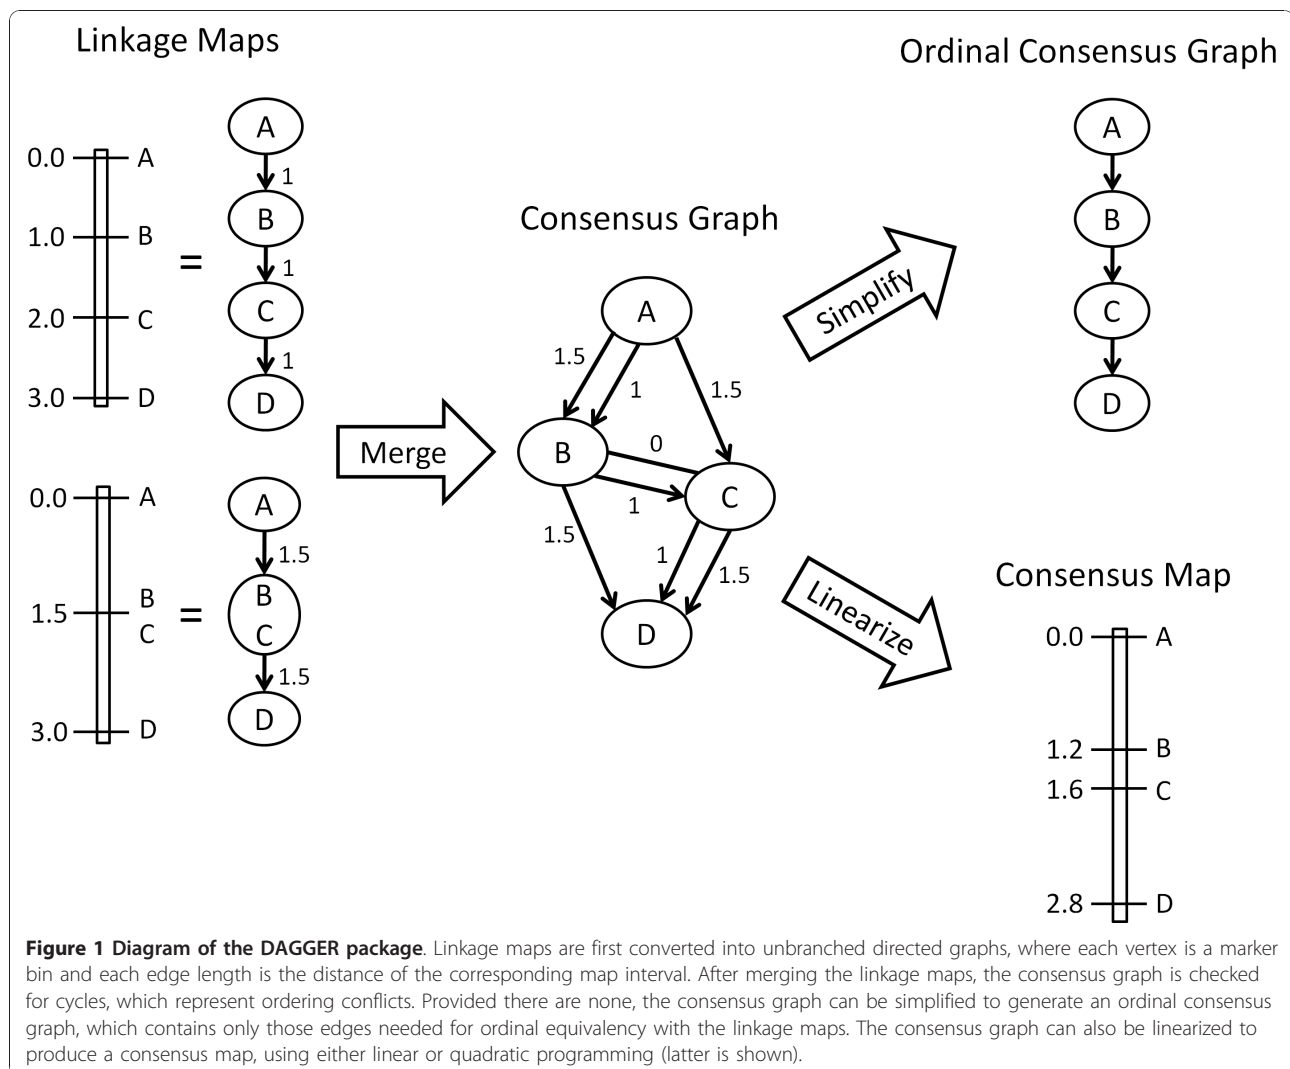 Linkage Maps
0.0 A
1.0 B
2.0 C
3.0 D
=
A
1
B
1
C
1
D
0.0 A
1.5 B
C
3.0 D
=
A
1.5
B
C
1.5
D
Merge
Consensus Graph
A
1.5
1
1.5
B
0
C
1
1.5
1
1.5
D
Simplify
Ordinal Consensus Graph
A
B
C
D
Linearize
Consensus Map
0.0 A
1.2 B
1.6 C
2.8 D
Figure 1 Diagram of the DAGGER package. Linkage maps are first converted into unbranched directed graphs, where each vertex is a marker
bin and each edge length is the distance of the corresponding map interval. After merging the linkage maps, the consensus graph is checked
for cycles, which represent ordering conflicts. Provided there are none, the consensus graph can be simplified to generate an ordinal consensus
graph, which contains only those edges needed for ordinal equivalency with the linkage maps. The consensus graph can also be linearized to
produce a consensus map, using either linear or quadratic programming (latter is shown).